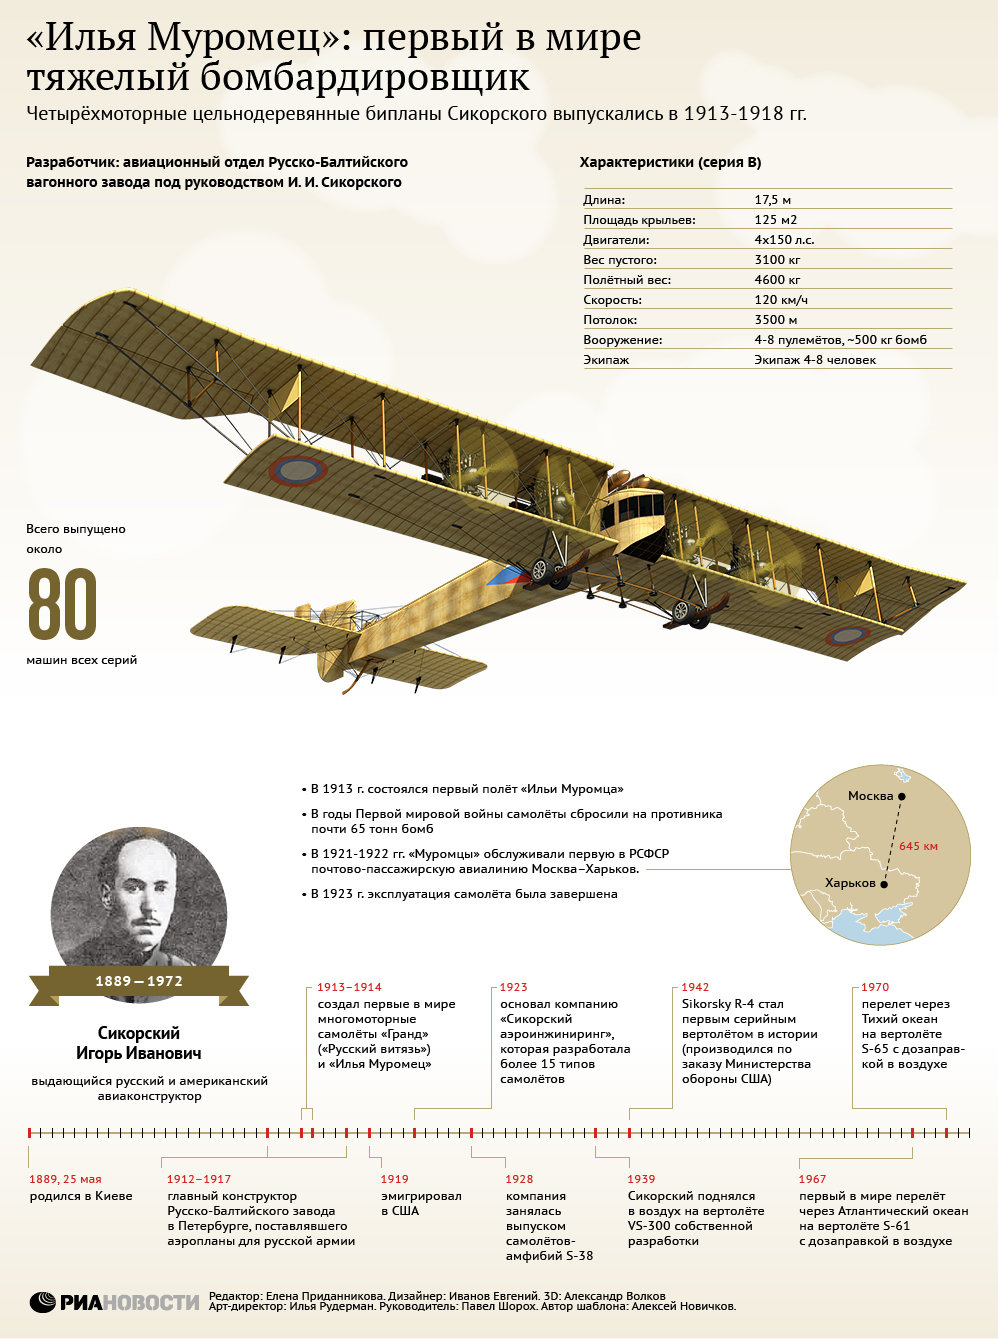 «Илья Муромец»: первый в мире
тяжелый бомбардировщик
Четырёхмоторные цельнодеревянные бипланы Сикорского выпускались в 1913-1918 гг.
Разработчик: авиационный отдел Русско-Балтийского
вагонного завода под руководством И. И. Сикорского
Характеристики (серия В)
Длина: 17,5 м
Площадь крыльев: 125 м2
Двигатели: 4x150 л.с.
Вес пустого: 3100 кг
Полётный вес: 4600 кг
Скорость: 120 км/ч
Потолок: 3500 м
Вооружение: 4-8 пулемётов, ~500 кг бомб
Экипаж Экипаж 4-8 человек
Всего выпущено
около
80
машин всех серий
• В 1913 г. состоялся первый полёт «Ильи Муромца»
• В годы Первой мировой войны самолёты сбросили на противника
почти 65 тонн бомб
• В 1921-1922 гг. «Муромцы» обслуживали первую в РСФСР
почтово-пассажирскую авиалинию Москва–Харьков.
• В 1923 г. эксплуатация самолёта была завершена
Москва
645 км
Харьков
1889 — 1972
Сикорский
Игорь Иванович
выдающийся русский и американский
авиаконструктор
1913–1914
создал первые в мире
многомоторные
самолёты «Гранд»
(«Русский витязь»)
и «Илья Муромец»
1923
основал компанию
«Сикорский
аэроинжиниринг»,
которая разработала
более 15 типов
самолётов
1942
Sikorsky R-4 стал
первым серийным
вертолётом в истории
(производился по
заказу Министерства
обороны США)
1970
перелет через
Тихий океан
на вертолёте
S-65 с дозаправ-
кой в воздухе
1889, 25 мая
родился в Киеве
1912–1917
главный конструктор
Русско-Балтийского завода
в Петербурге, поставлявшего
аэропланы для русской армии
1919
эмигрировал
в США
1928
компания
занялась
выпуском
самолётов-
амфибий S-38
1939
Сикорский поднялся
в воздух на вертолёте
VS-300 собственной
разработки
1967
первый в мире перелёт
через Атлантический океан
на вертолёте S-61
с дозаправкой в воздухе
РИАНОВОСТИ
Редактор: Елена Приданникова. Дизайнер: Иванов Евгений. 3D: Александр Волков
Арт-директор: Илья Рудерман. Руководитель: Павел Шорох. Автор шаблона: Алексей Новичков.